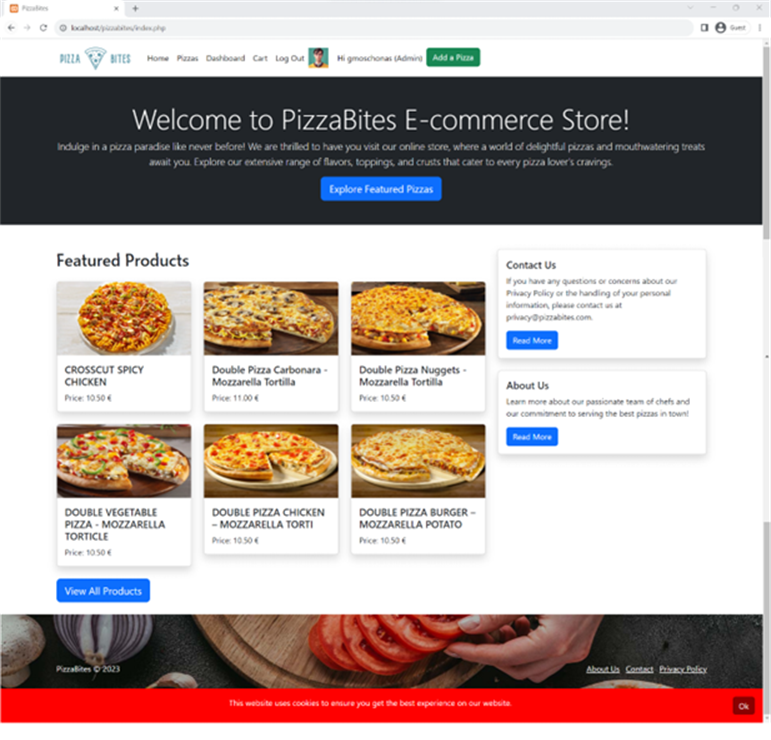 PizzaBites
localhost/pizzabites/index.php
Guest
PIZZA BITES
Home Pizzas Dashboard Cart Log Out Hi gmoschonas (Admin) Add a Pizza
Welcome to PizzaBites E-commerce Store!
Indulge in a pizza paradise like never before! We are thrilled to have you visit our online store, where a world of delightful pizzas and mouthwatering treats
await you. Explore our extensive range of flavors, toppings, and crusts that cater to every pizza lover's cravings.
Explore Featured Pizzas
Featured Products
CROSSCUT SPICY
CHICKEN
Price: 10.50 €
Double Pizza Carbonara -
Mozzarella Tortilla
Price: 11.00 €
Double Pizza Nuggets -
Mozzarella Tortilla
Price: 10.50 €
DOUBLE VEGETABLE
PIZZA - MOZZARELLA
TORTICLE
Price: 10.50 €
DOUBLE PIZZA CHICKEN
– MOZZARELLA TORTI
Price: 10.50 €
DOUBLE PIZZA BURGER –
MOZZARELLA POTATO
Price: 10.50 €
View All Products
Contact Us
If you have any questions or concerns about our
Privacy Policy or the handling of your personal
information, please contact us at
privacy@pizzabites.com.
Read More
About Us
Learn more about our passionate team of chefs and
our commitment to serving the best pizzas in town!
Read More
PizzaBites © 2023
About Us Contact Privacy Policy
This website uses cookies to ensure you get the best experience on our website.
Ok